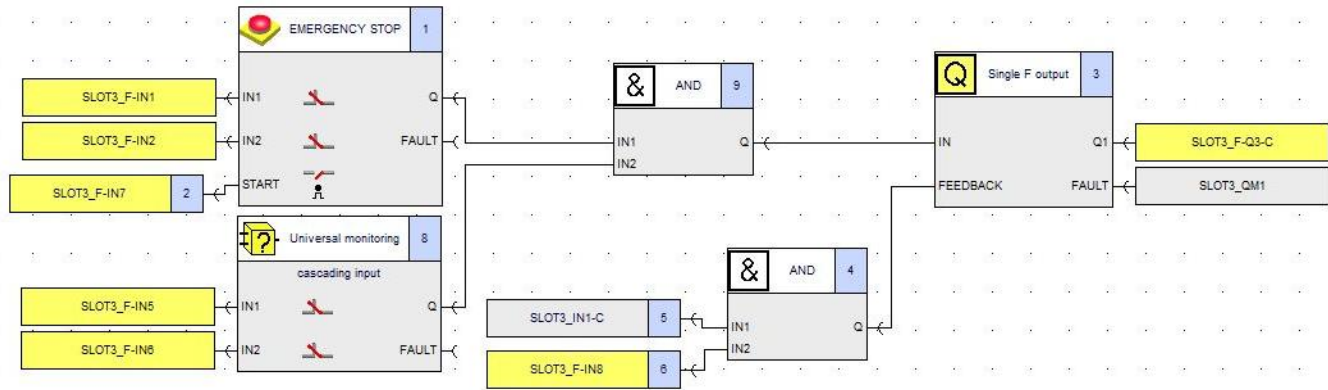 EMERGENCY STOP 1
SLOT3_F-IN1 IN1 Q
SLOT3_F-IN2 IN2 FAULT
SLOT3_F-IN7 2 START
? Universal monitoring 8
cascading input
SLOT3_F-IN5 IN1 Q
SLOT3_F-IN6 IN2 FAULT
& AND 9
IN1 Q
IN2
& AND 4
SLOT3_IN1-C 5 IN1 Q
SLOT3_F-IN8 6 IN2
Q Single F output 3
IN Q1 SLOT3_F-Q3-C
FEEDBACK FAULT SLOT3_QM1